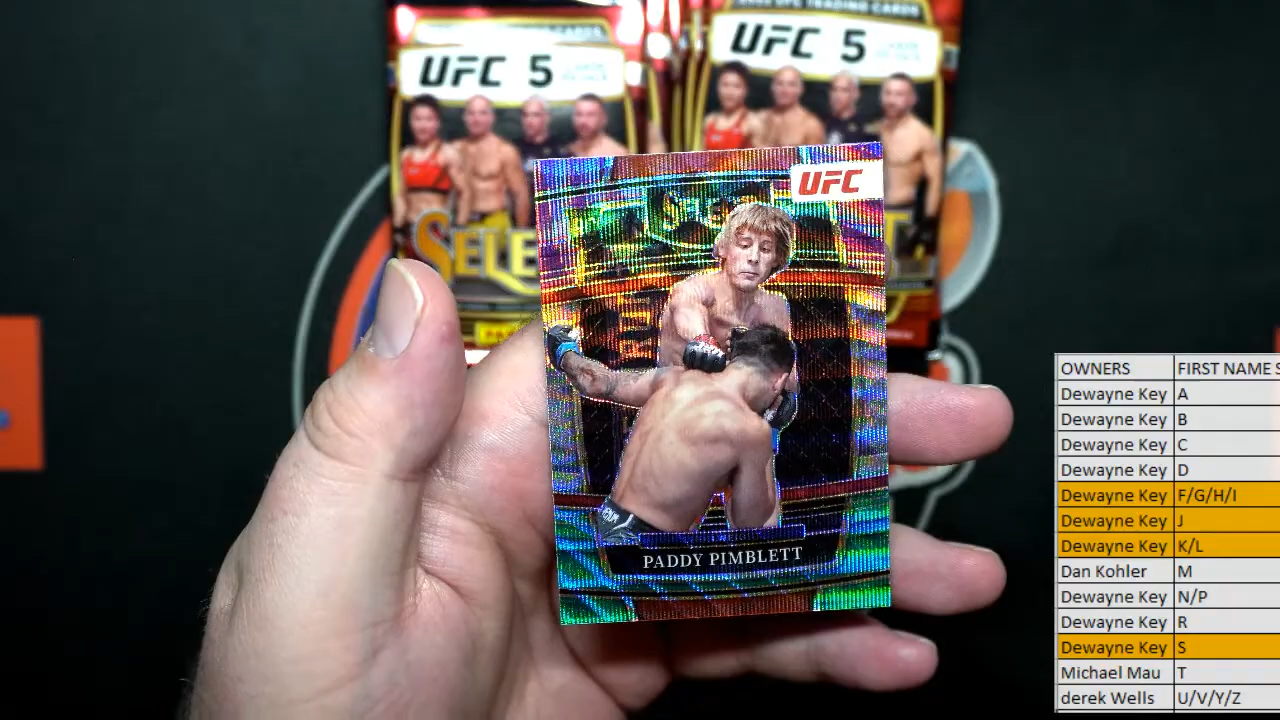 UFC 5
UFC 5
SELE
UFC
PADDY PIMBLETT
OWNERS FIRST NAME S
Dewayne Key A
Dewayne Key B
Dewayne Key C
Dewayne Key D
Dewayne Key F/G/H/I
Dewayne Key J
Dewayne Key K/L
Dan Kohler M
Dewayne Key N/P
Dewayne Key R
Dewayne Key S
Michael Mau T
derek Wells U/V/Y/Z